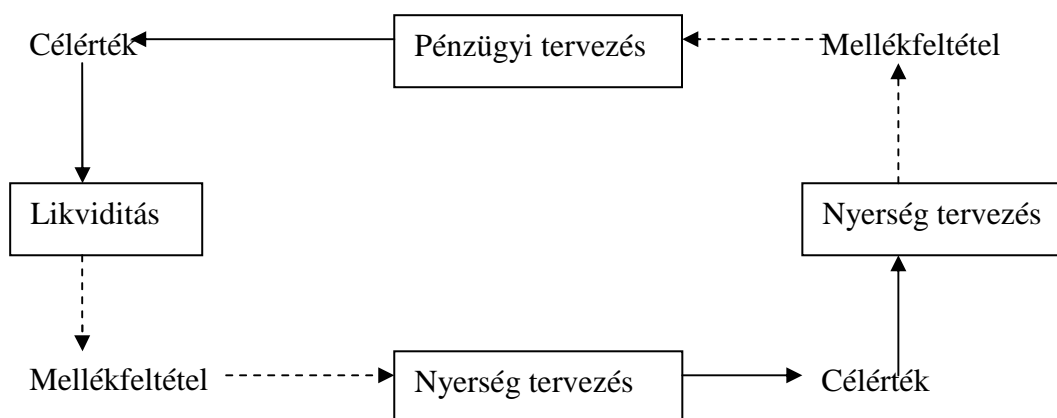 Célérték
Pénzügyi tervezés
Mellékfeltétel
Likviditás
Nyerség tervezés
Mellékfeltétel
Nyerség tervezés
Célérték